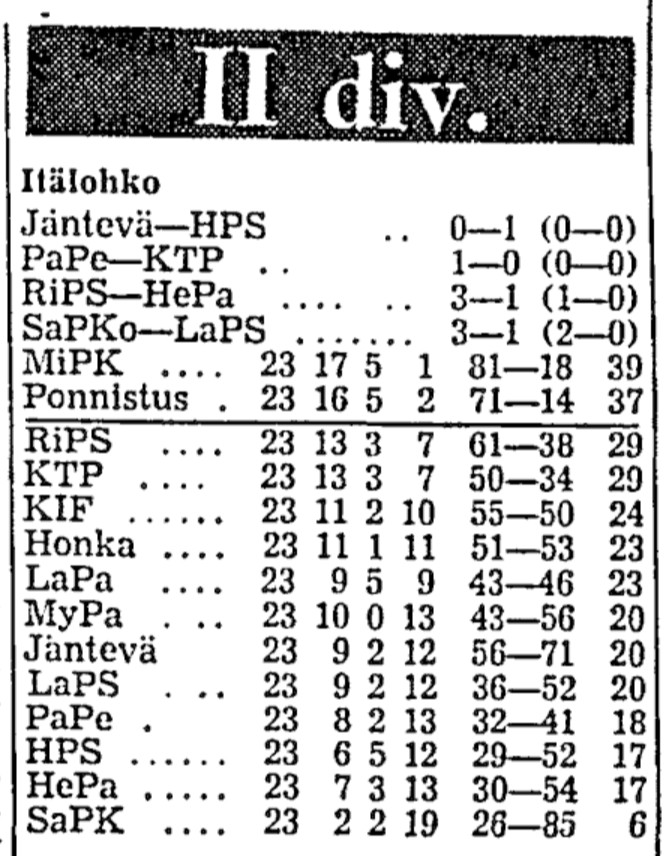 II div.
Itälohko
Jäntevä—HPS .. 0—1 (0—0)
PaPe—KTP .. 1—0 (0—0)
RiPS—HePa .... .. 3—1 (1—0)
SaPKo—LaPS ....... 3—1 (2—0)
MiPK .... 23 17 5 1 81—18 39
Ponnistus . 23 16 5 2 71—14 37
RiPS .... 23 13 3 7 61—38 29
KTP .... 23 13 3 7 50—34 29
KIF ...... 23 11 2 10 55—50 24
Honka .... 23 11 1 11 51—53 23
LaPa .... 23 9 5 9 43—46 23
MyPa . .. 23 10 0 13 43—56 20
Jäntevä 23 9 2 12 56—71 20
LaPS . .. 23 9 2 12 36—52 20
PaPe . 23 8 2 13 32—41 18
HPS ...... 23 6 5 12 29—52 17
HePa ..... 23 7 3 13 30—54 17
SaPK .... 23 2 2 19 26—85 6